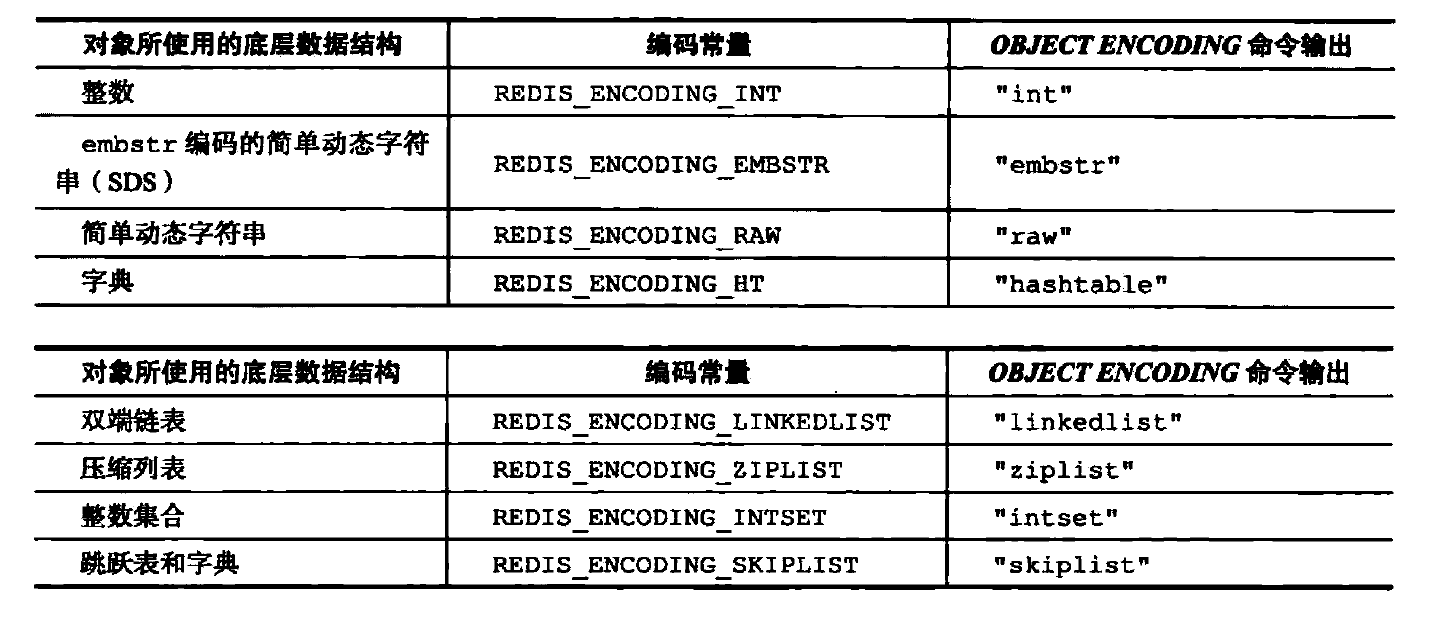 对象所使用的底层数据结构 编码常量 OBJECT ENCODING 命令输出
整数 REDIS_ENCODING_INT "int"
embstr 编码的简单动态字符
串（SDS） REDIS_ENCODING_EMBSTR "embstr"
简单动态字符串 REDIS_ENCODING_RAW "raw"
字典 REDIS_ENCODING_HT "hashtable"
对象所使用的底层数据结构 编码常量 OBJECT ENCODING 命令输出
双端链表 REDIS_ENCODING_LINKEDLIST "linkedlist"
压缩列表 REDIS_ENCODING_ZIPLIST "ziplist"
整数集合 REDIS_ENCODING_INTSET "intset"
跳跃表和字典 REDIS_ENCODING_SKIPLIST "skiplist"